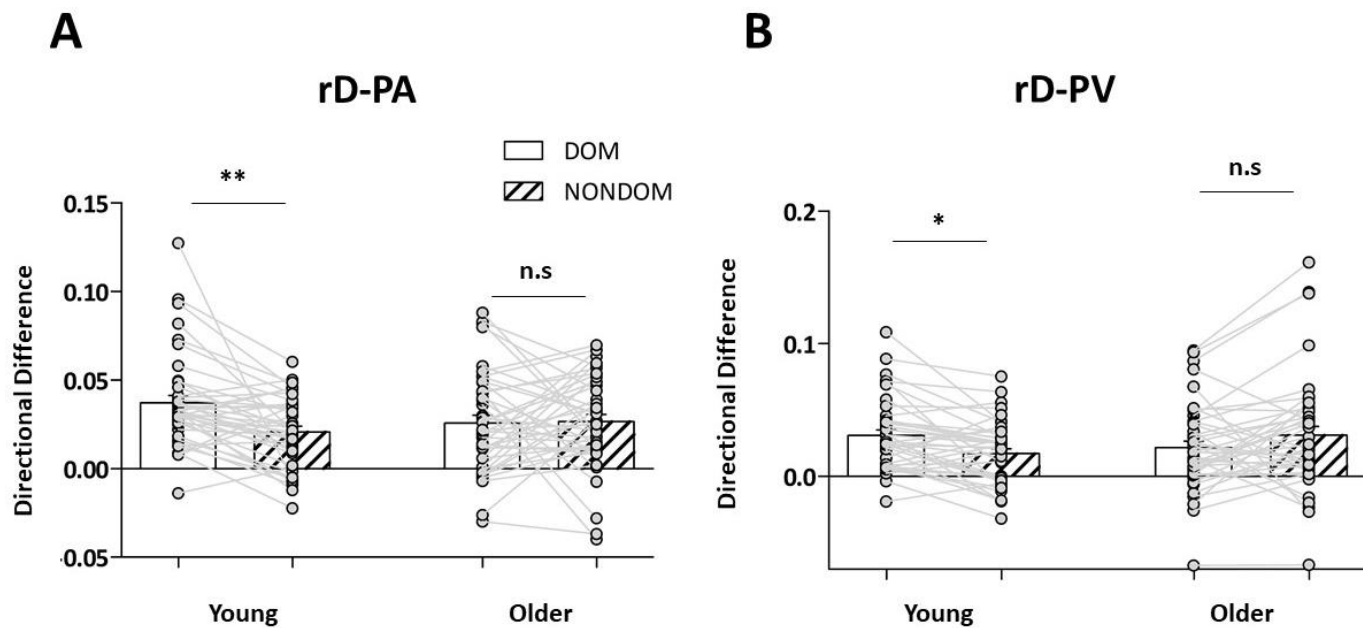 A
rD-PA
DOM
NONDOM
**
n.s
0.15
0.10
0.05
0.00
-0.05
Directional Difference
Young
Older
B
rD-PV
*
n.s
0.2
0.1
0.0
Directional Difference
Young
Older